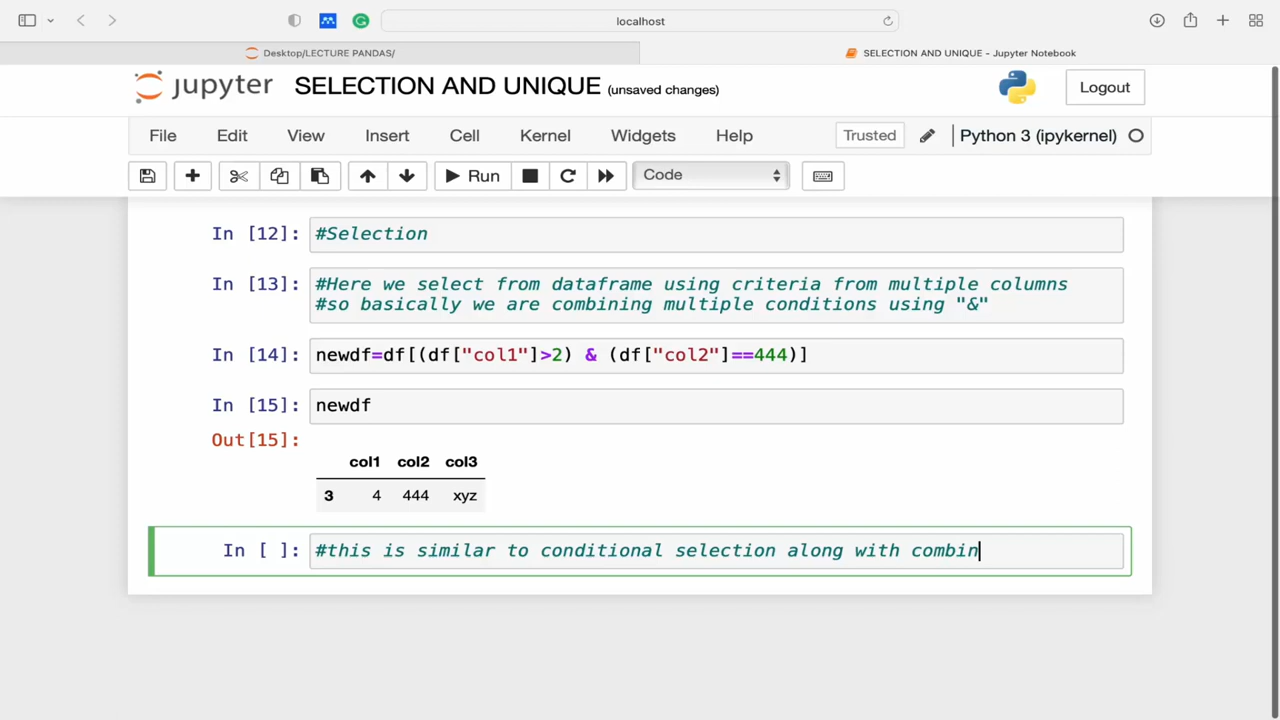 localhost
Desktop/LECTURE PANDAS/
SELECTION AND UNIQUE - Jupyter Notebook
jupyter SELECTION AND UNIQUE (unsaved changes)
Logout
File Edit View Insert Cell Kernel Widgets Help
Trusted
Python 3 (ipykernel)
Run
Code
In [12]: #Selection
In [13]: #Here we select from dataframe using criteria from multiple columns
#so basically we are combining multiple conditions using "&"
In [14]: newdf=df[(df["col1"]>2) & (df["col2"]==444)]
In [15]: newdf
Out[15]:
col1 col2 col3
3 4 444 xyz
In [ ]: #this is similar to conditional selection along with combin